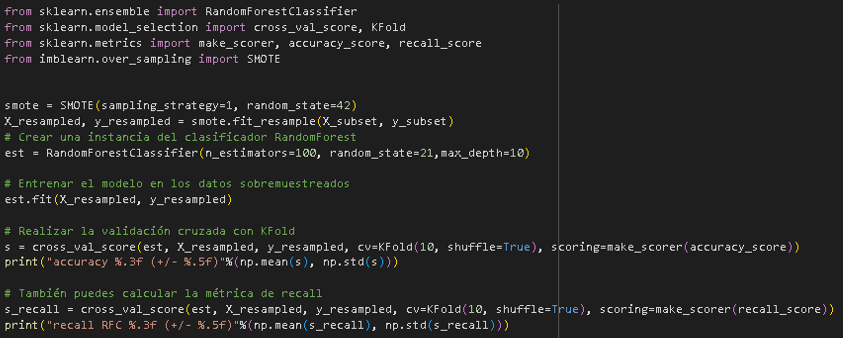 from sklearn.ensemble import RandomForestClassifier
from sklearn.model_selection import cross_val_score, KFold
from sklearn.metrics import make_scorer, accuracy_score, recall_score
from imblearn.over_sampling import SMOTE
smote = SMOTE(sampling_strategy=1, random_state=42)
X_resampled, y_resampled = smote.fit_resample(X_subset, y_subset)
# Crear una instancia del clasificador RandomForest
est = RandomForestClassifier(n_estimators=100, random_state=21,max_depth=10)
# Entrenar el modelo en los datos sobremuestreados
est.fit(X_resampled, y_resampled)
# Realizar la validación cruzada con KFold
s = cross_val_score(est, X_resampled, y_resampled, cv=KFold(10, shuffle=True), scoring=make_scorer(accuracy_score))
print("accuracy %.3f (+/- %.5f)"%(np.mean(s), np.std(s)))
# También puedes calcular la métrica de recall
s_recall = cross_val_score(est, X_resampled, y_resampled, cv=KFold(10, shuffle=True), scoring=make_scorer(recall_score))
print("recall RFC %.3f (+/- %.5f)"%(np.mean(s_recall), np.std(s_recall)))